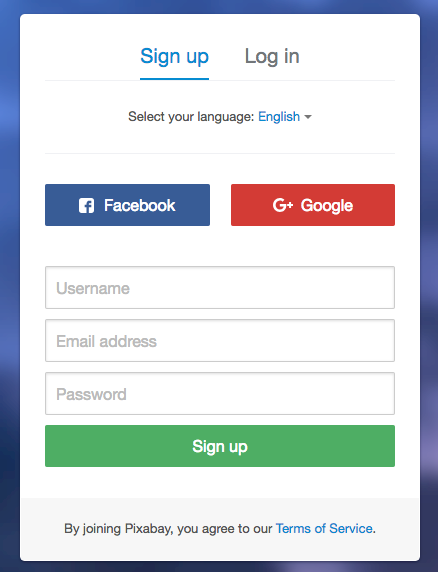 Sign up Log in
Select your language: English
Facebook Google
Username
Email address
Password
Sign up
By joining Pixabay, you agree to our Terms of Service.